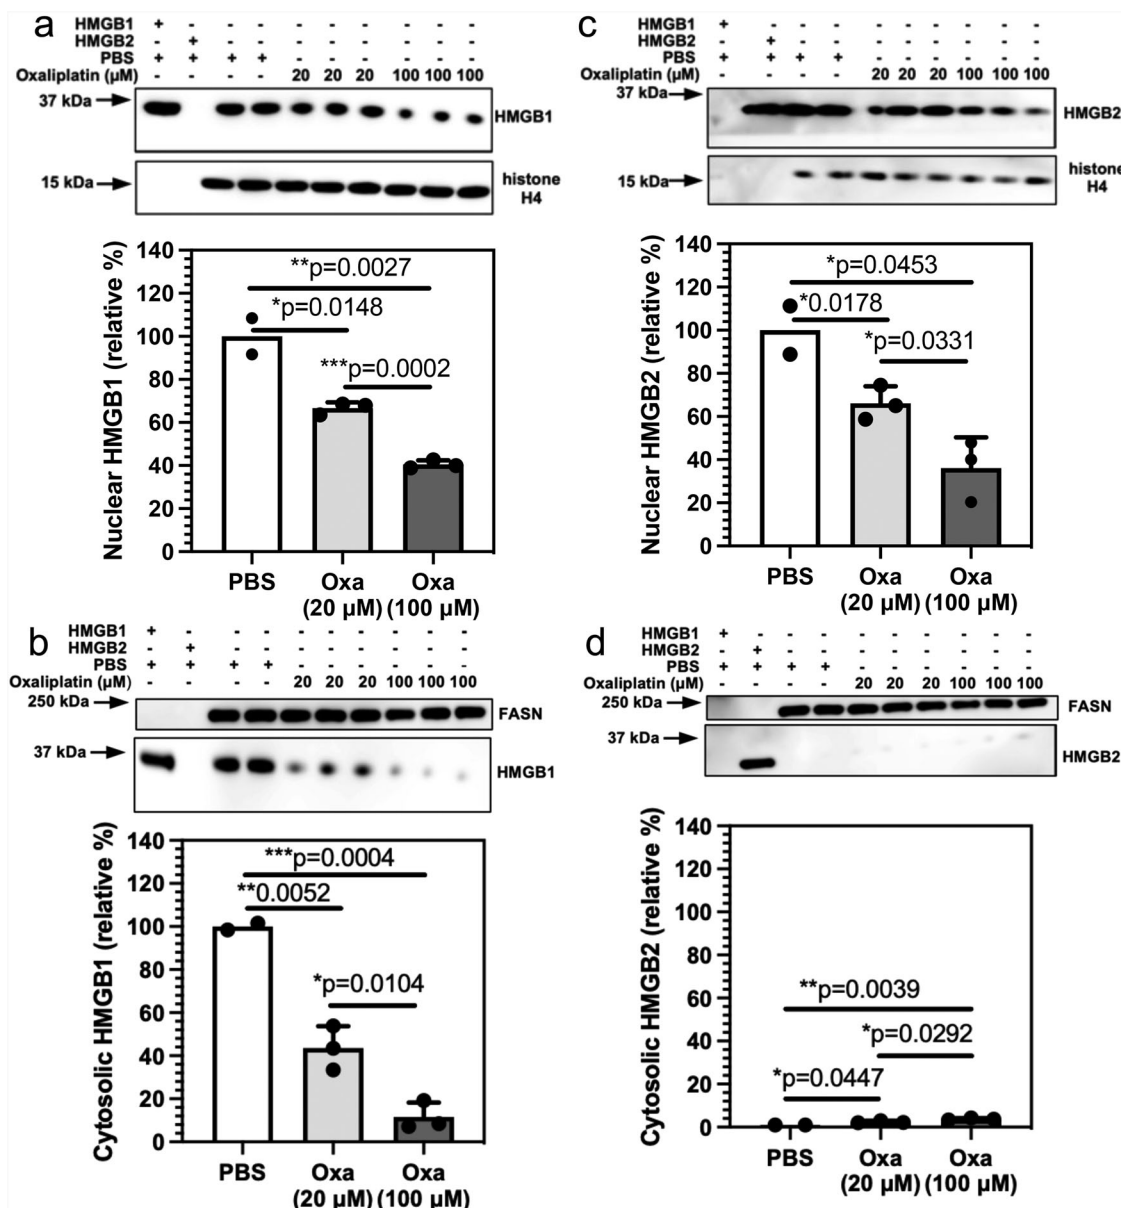 a
HMGB1 + - - - - - - - - -
HMGB2 - + - - - - - - - -
PBS + + + + - - - - - -
Oxaliplatin (µM) - - - - 20 20 20 100 100 100
37 kDa
HMGB1
15 kDa
histone
H4
Nuclear HMGB1 (relative %)
140
120
100
80
60
40
20
0
**p=0.0027
*p=0.0148
***p=0.0002
PBS
Oxa
(20 µM)
Oxa
(100 µM)
c
HMGB1 + - - - - - - - - -
HMGB2 - + - - - - - - - -
PBS + + + + - - - - - -
Oxaliplatin (µM) - - - - 20 20 20 100 100 100
37 kDa
HMGB2
15 kDa
histone
H4
Nuclear HMGB2 (relative %)
140
120
100
80
60
40
20
0
*p=0.0453
*0.0178
*p=0.0331
PBS
Oxa
(20 µM)
Oxa
(100 µM)
b
HMGB1 + - - - - - - - - -
HMGB2 - + - - - - - - - -
PBS + + + + - - - - - -
Oxaliplatin (µM) - - - - 20 20 20 100 100 100
250 kDa
FASN
37 kDa
HMGB1
Cytosolic HMGB1 (relative %)
140
120
100
80
60
40
20
0
***p=0.0004
**0.0052
*p=0.0104
PBS
Oxa
(20 µM)
Oxa
(100 µM)
d
HMGB1 + - - - - - - - - -
HMGB2 - + - - - - - - - -
PBS + + + + - - - - - -
Oxaliplatin (µM) - - - - 20 20 20 100 100 100
250 kDa
FASN
37 kDa
HMGB2
Cytosolic HMGB2 (relative %)
140
120
100
80
60
40
20
0
**p=0.0039
*p=0.0292
*p=0.0447
PBS
Oxa
(20 µM)
Oxa
(100 µM)